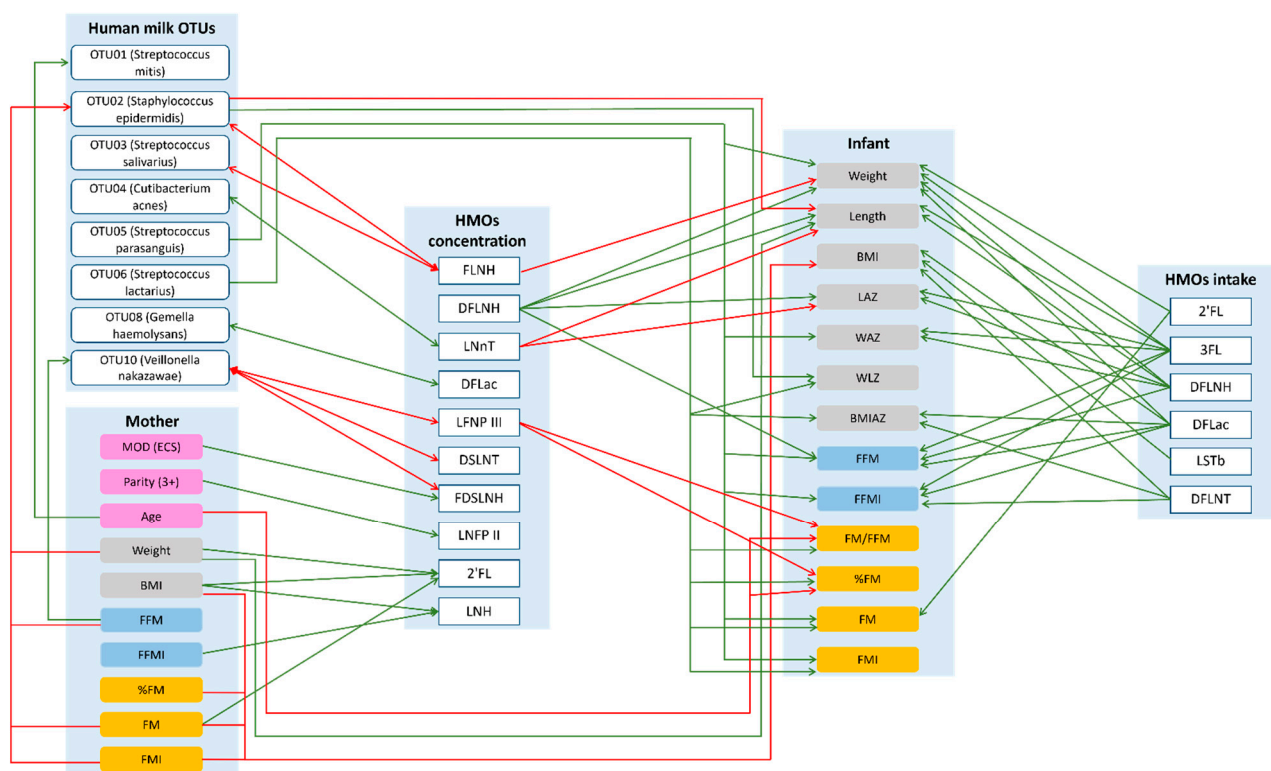 Human milk OTUs
OTU01 (Streptococcus
mitis)
OTU02 (Staphylococcus
epidermidis)
OTU03 (Streptococcus
salivarius)
OTU04 (Cutibacterium
acnes)
OTU05 (Streptococcus
parasanguis)
OTU06 (Streptococcus
lactarius)
OTU08 (Gemella
haemolysans)
OTU10 (Veillonella
nakazawae)
Mother
MOD (ECS)
Parity (3+)
Age
Weight
BMI
FFM
FFMI
%FM
FM
FMI
HMOs
concentration
FLNH
DFLNH
LNnT
DFLac
LFNP III
DSLNT
FDSLNH
LNFP II
2'FL
LNH
Infant
Weight
Length
BMI
LAZ
WAZ
WLZ
BMIAZ
FFM
FFMI
FM/FFM
%FM
FM
FMI
HMOs intake
2'FL
3FL
DFLNH
DFLac
LSTb
DFLNT